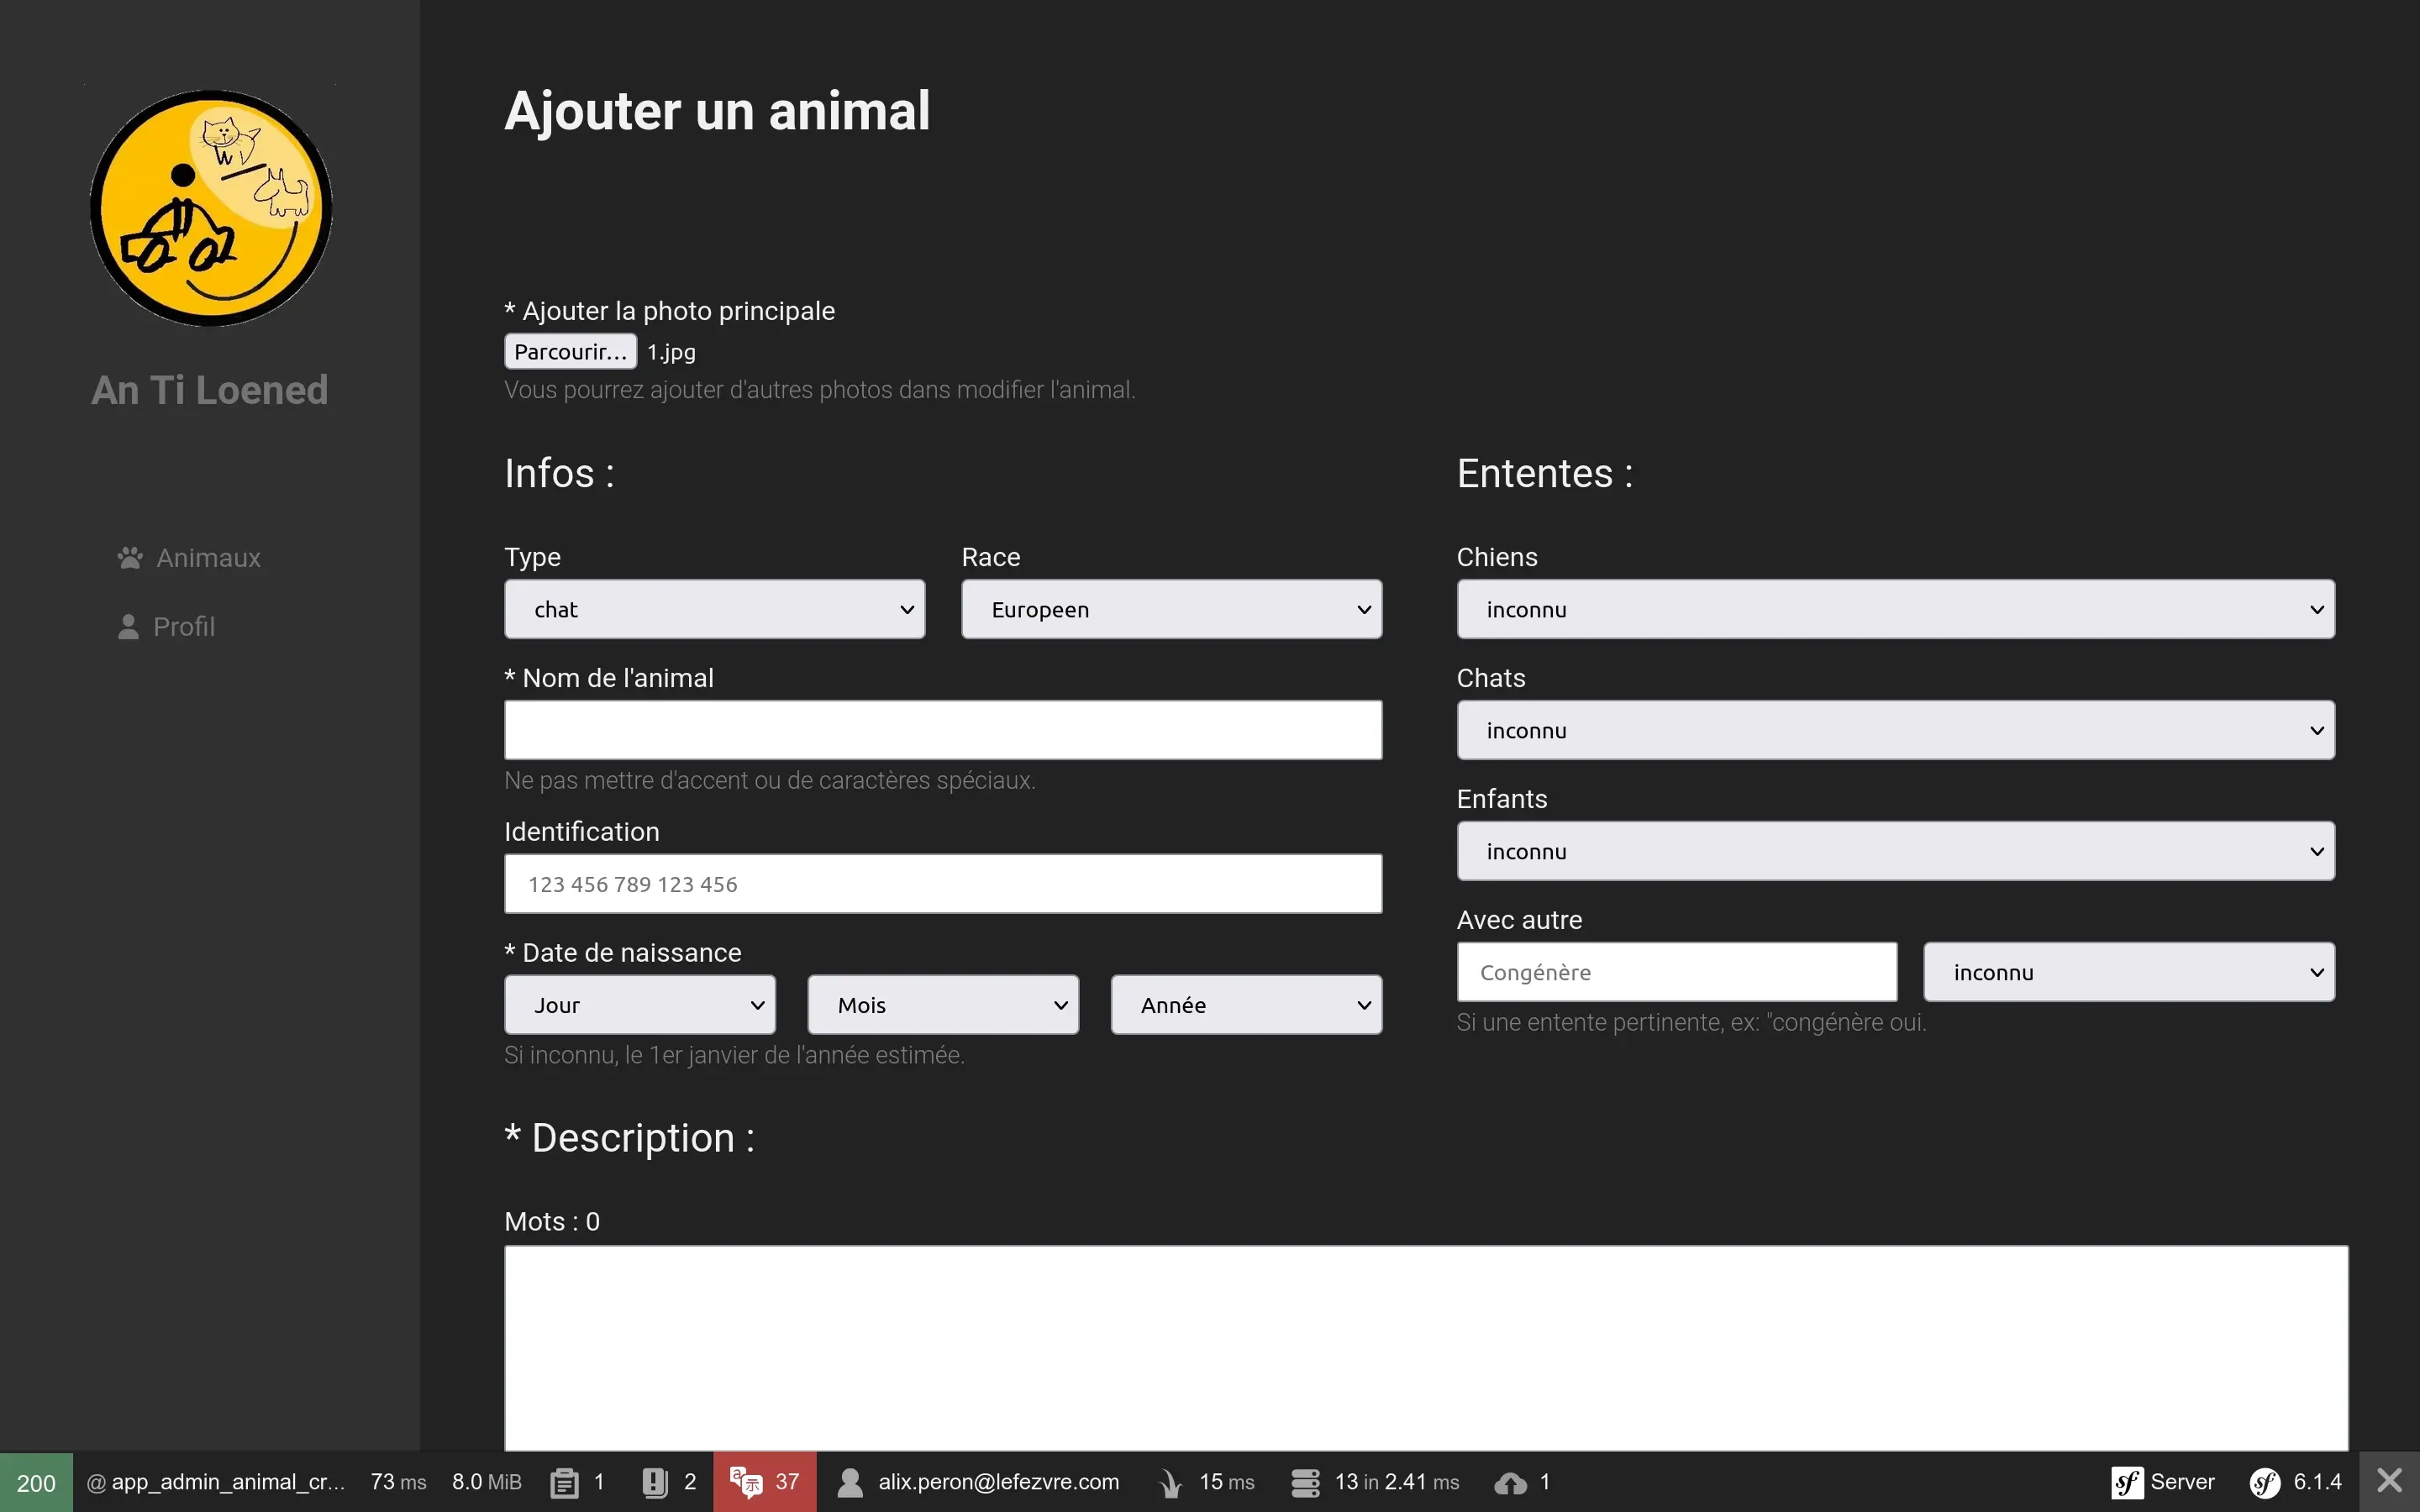 An Ti Loened
Animaux
Profil
Ajouter un animal
* Ajouter la photo principale
Parcourir... 1.jpg
Vous pourrez ajouter d'autres photos dans modifier l'animal.
Infos :
Type Race
chat Europeen
* Nom de l'animal
Ne pas mettre d'accent ou de caractères spéciaux.
Identification
123 456 789 123 456
* Date de naissance
Jour Mois Année
Si inconnu, le 1er janvier de l'année estimée.
Ententes :
Chiens
inconnu
Chats
inconnu
Enfants
inconnu
Avec autre
Congénère inconnu
Si une entente pertinente, ex: "congénère oui.
* Description :
Mots : 0
200 @ app_admin_animal_cr... 73 ms 8.0 MiB 1 2 37 alix.peron@lefezvre.com 15 ms 13 in 2.41 ms 1 Server 6.1.4